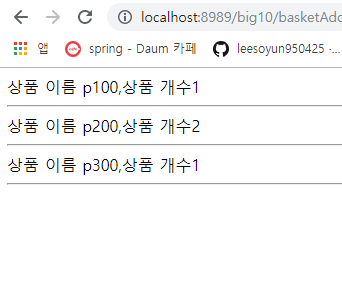 localhost:8989/big10/basketAdd
앱 spring - Daum 카페 leesoyun950425 ·...
상품 이름 p100,상품 개수1
상품 이름 p200,상품 개수2
상품 이름 p300,상품 개수1